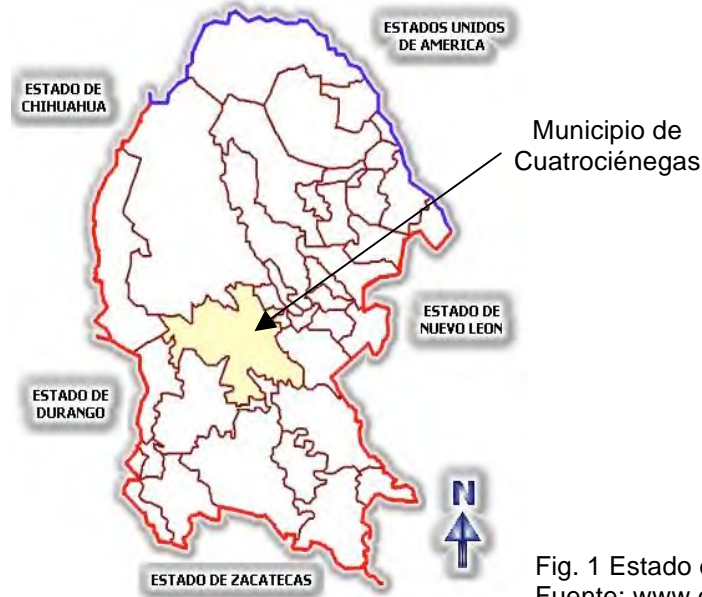 ESTADOS UNIDOS
DE AMERICA
ESTADO DE
CHIHUAHUA
Municipio de
Cuatrociénegas
ESTADO DE
NUEVO LEON
ESTADO DE
DURANGO
N
ESTADO DE ZACATECAS
Fig. 1 Estado
Fuente: www.